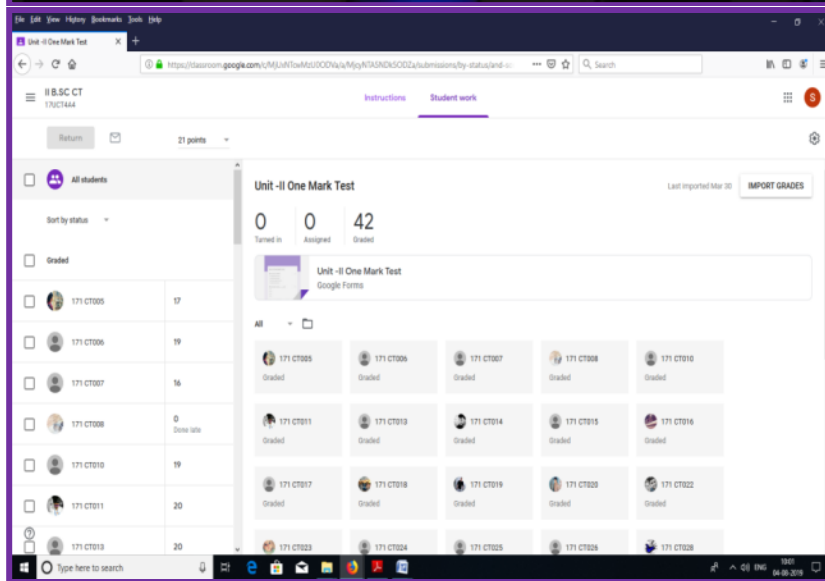 File Edit View History Bookmarks Tools Help
Unit -II One Mark Test
Search
II B.SC CT
17UCT4A4
Instructions
Student work
S
Return
21 points
All students
Sort by status
Graded
171 CT005 17
171 CT006 19
171 CT007 16
171 CT008 0
Done late
171 CT010 19
171 CT011 20
171 CT013 20
Unit -II One Mark Test
Last imported Mar 30
IMPORT GRADES
0 0 42
Turned in Assigned Graded
Unit -II One Mark Test
Google Forms
All
171 CT005 171 CT006 171 CT007 171 CT008 171 CT010
Graded Graded Graded Graded Graded
171 CT011 171 CT013 171 CT014 171 CT015 171 CT016
Graded Graded Graded Graded Graded
171 CT017 171 CT018 171 CT019 171 CT020 171 CT022
Graded Graded Graded Graded Graded
171 CT023 171 CT024 171 CT025 171 CT026 171 CT028
Type here to search
ENG
10:01
04-08-2019